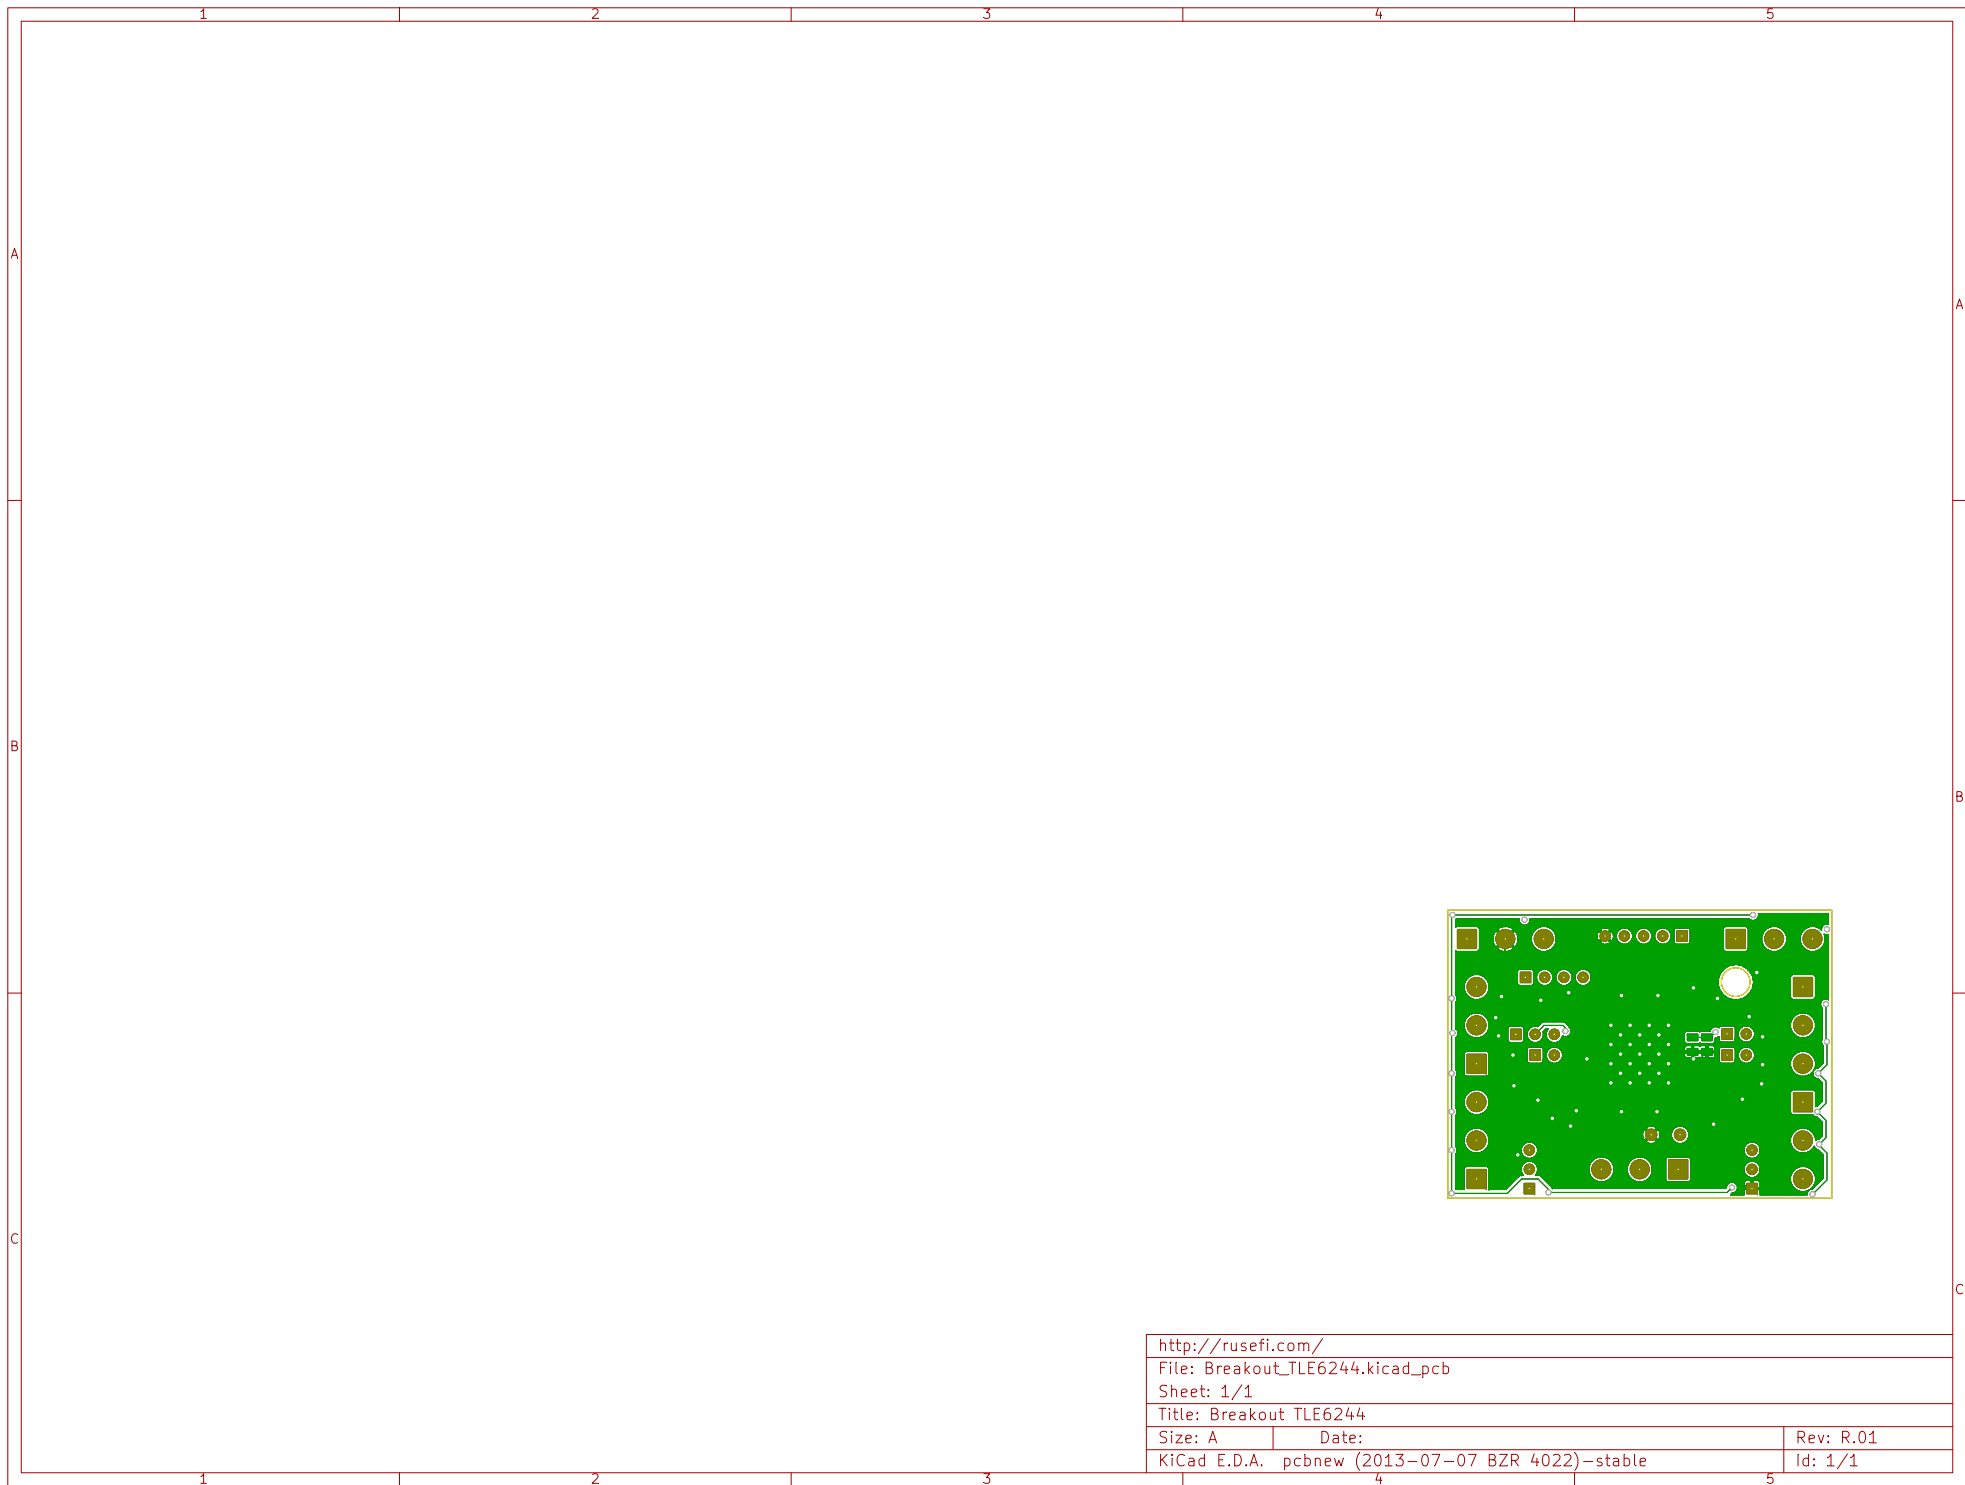 1 2 3 4 5
A
A
B
B
C
C
http://rusefi.com/
File: Breakout_TLE6244.kicad_pcb
Sheet: 1/1
Title: Breakout TLE6244
Size: A Date: Rev: R.01
KiCad E.D.A. pcbnew (2013-07-07 BZR 4022)-stable Id: 1/1
1 2 3 4 5